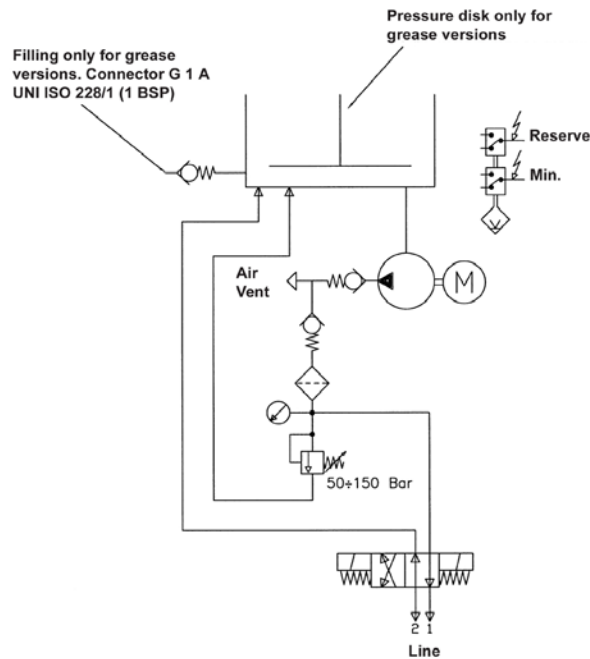 Pressure disk only for
grease versions
Filling only for grease
versions. Connector G 1 A
UNI ISO 228/1 (1 BSP)
Reserve
Min.
Air
Vent
M
50÷150 Bar
2 1
Line